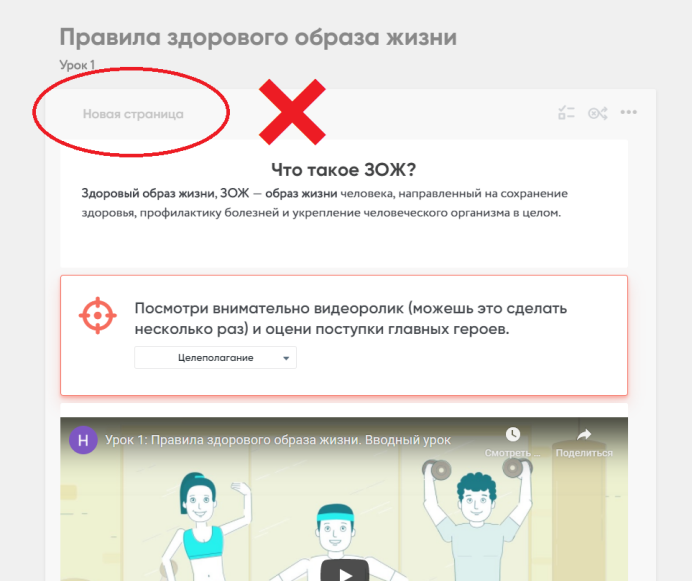 Правила здорового образа жизни
Урок 1
Новая страница
Что такое ЗОЖ?
Здоровый образ жизни, ЗОЖ — образ жизни человека, направленный на сохранение
здоровья, профилактику болезней и укрепление человеческого организма в целом.
Посмотри внимательно видеоролик (можешь это сделать
несколько раз) и оцени поступки главных героев.
Целеполагание
Н Урок 1: Правила здорового образа жизни. Вводный урок
Смотреть ... Поделиться